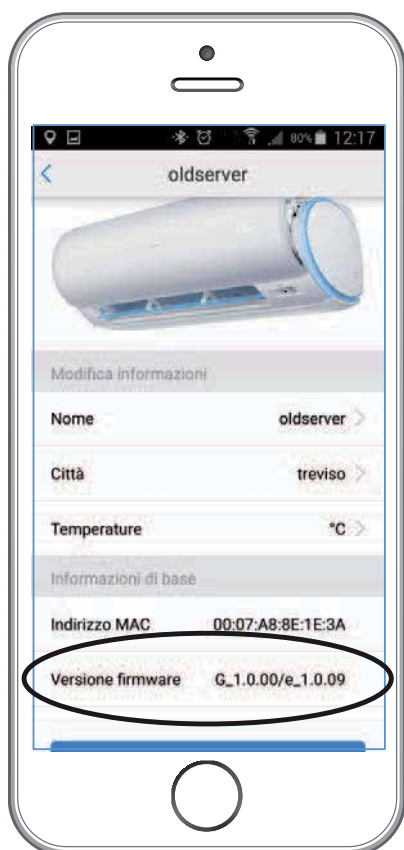 80% 12:17
oldserver
Modifica informazioni
Nome oldserver
Città treviso
Temperature °C
Informazioni di base
Indirizzo MAC 00:07:A8:8E:1E:3A
Versione firmware G_1.0.00/e_1.0.09